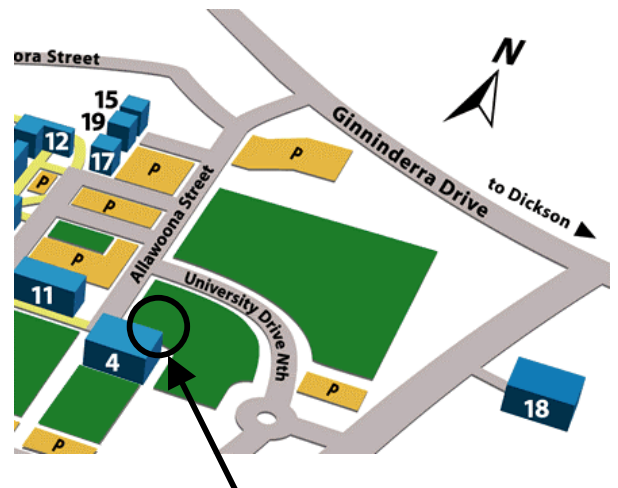 N
ora Street
15
19
12
17
P
P
P
P
P
Ginninderra Drive
to Dickson
Allawoona Street
University Drive Nth
11
4
P
18
P